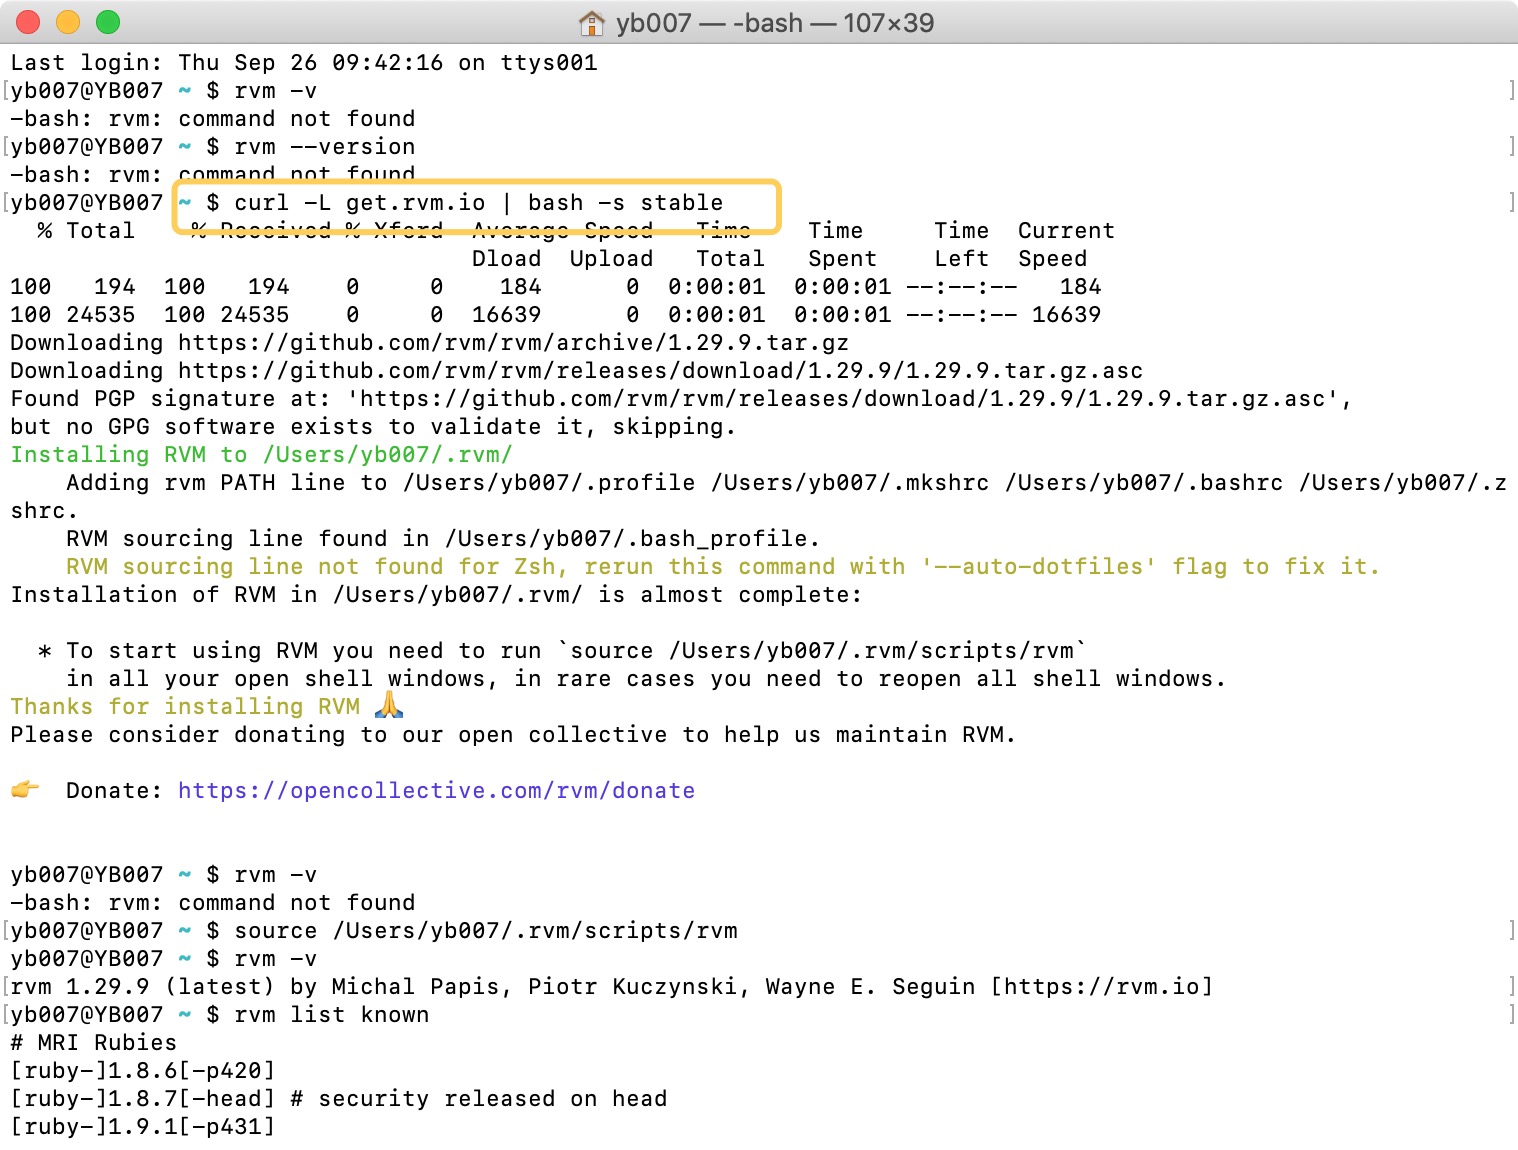 yb007 — -bash — 107×39
Last login: Thu Sep 26 09:42:16 on ttys001
[yb007@YB007 ~ $ rvm -v ]
-bash: rvm: command not found
[yb007@YB007 ~ $ rvm --version ]
-bash: rvm: command not found
[yb007@YB007 ~ $ curl -L get.rvm.io | bash -s stable ]
  % Total    % Received % Xferd  Average Speed   Time    Time     Time  Current
                                 Dload  Upload   Total   Spent    Left  Speed
100   194  100   194    0     0    184      0  0:00:01  0:00:01 --:--:--   184
100 24535  100 24535    0     0  16639      0  0:00:01  0:00:01 --:--:-- 16639
Downloading https://github.com/rvm/rvm/archive/1.29.9.tar.gz
Downloading https://github.com/rvm/rvm/releases/download/1.29.9/1.29.9.tar.gz.asc
Found PGP signature at: 'https://github.com/rvm/rvm/releases/download/1.29.9/1.29.9.tar.gz.asc',
but no GPG software exists to validate it, skipping.
Installing RVM to /Users/yb007/.rvm/
    Adding rvm PATH line to /Users/yb007/.profile /Users/yb007/.mkshrc /Users/yb007/.bashrc /Users/yb007/.z
shrc.
    RVM sourcing line found in /Users/yb007/.bash_profile.
    RVM sourcing line not found for Zsh, rerun this command with '--auto-dotfiles' flag to fix it.
Installation of RVM in /Users/yb007/.rvm/ is almost complete:
  * To start using RVM you need to run `source /Users/yb007/.rvm/scripts/rvm`
    in all your open shell windows, in rare cases you need to reopen all shell windows.
Thanks for installing RVM 🙏
Please consider donating to our open collective to help us maintain RVM.
👉  Donate: https://opencollective.com/rvm/donate
yb007@YB007 ~ $ rvm -v
-bash: rvm: command not found
[yb007@YB007 ~ $ source /Users/yb007/.rvm/scripts/rvm ]
yb007@YB007 ~ $ rvm -v
[rvm 1.29.9 (latest) by Michal Papis, Piotr Kuczynski, Wayne E. Seguin [https://rvm.io] ]
[yb007@YB007 ~ $ rvm list known ]
# MRI Rubies
[ruby-]1.8.6[-p420]
[ruby-]1.8.7[-head] # security released on head
[ruby-]1.9.1[-p431]